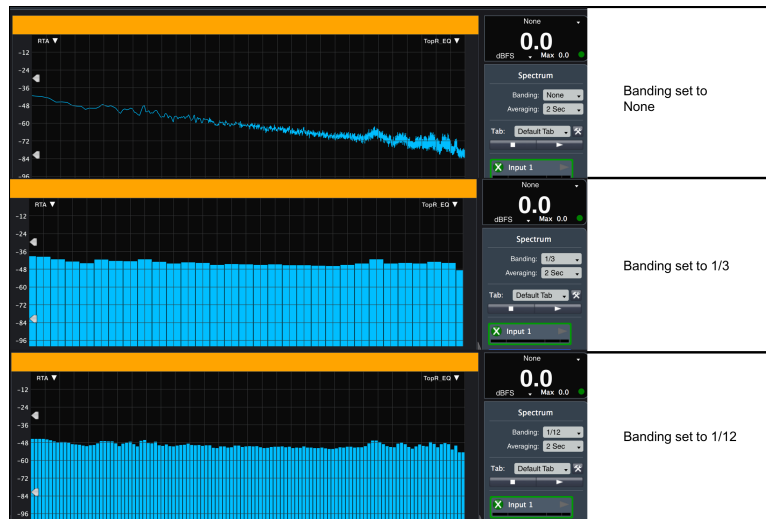 None
0.0
dBFS Max 0.0
RTA ▼ TopR_EQ ▼
-12
-24
-36
-48
-60
-72
-84
-96
Spectrum
Banding: None
Averaging: 2 Sec
Tab: Default Tab
X Input 1
Banding set to
None
None
0.0
dBFS Max 0.0
RTA ▼ TopR_EQ ▼
-12
-24
-36
-48
-60
-72
-84
-96
Spectrum
Banding: 1/3
Averaging: 2 Sec
Tab: Default Tab
X Input 1
Banding set to 1/3
None
0.0
dBFS Max 0.0
RTA ▼ TopR_EQ ▼
-12
-24
-36
-48
-60
-72
-84
-96
Spectrum
Banding: 1/12
Averaging: 2 Sec
Tab: Default Tab
X Input 1
Banding set to 1/12